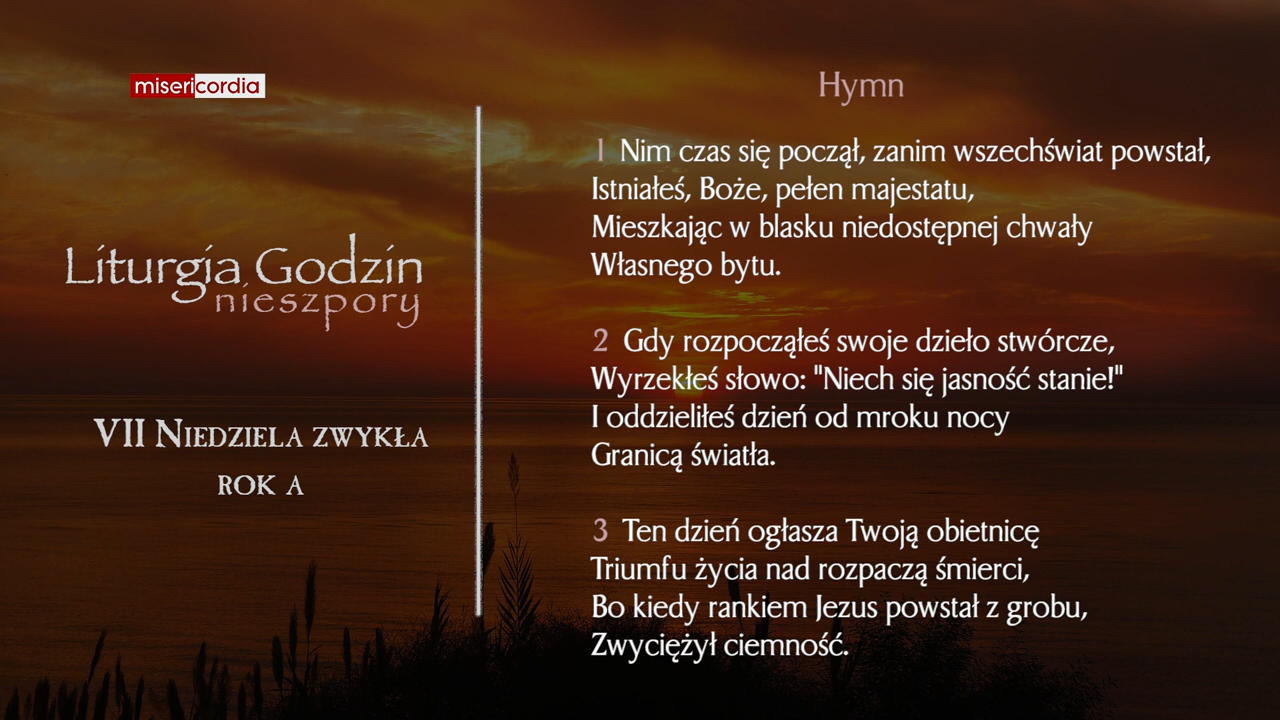 misericordia
Liturgia Godzin
nieszpory
VII Niedziela zwykła
rok a
Hymn
1 Nim czas się począł, zanim wszechświat powstał,
Istniałeś, Boże, pełen majestatu,
Mieszkając w blasku niedostępnej chwały
Własnego bytu.
2 Gdy rozpocząłeś swoje dzieło stwórcze,
Wyrzekłeś słowo: "Niech się jasność stanie!"
I oddzieliłeś dzień od mroku nocy
Granicą światła.
3 Ten dzień ogłasza Twoją obietnicę
Triumfu życia nad rozpaczą śmierci,
Bo kiedy rankiem Jezus powstał z grobu,
Zwyciężył ciemność.